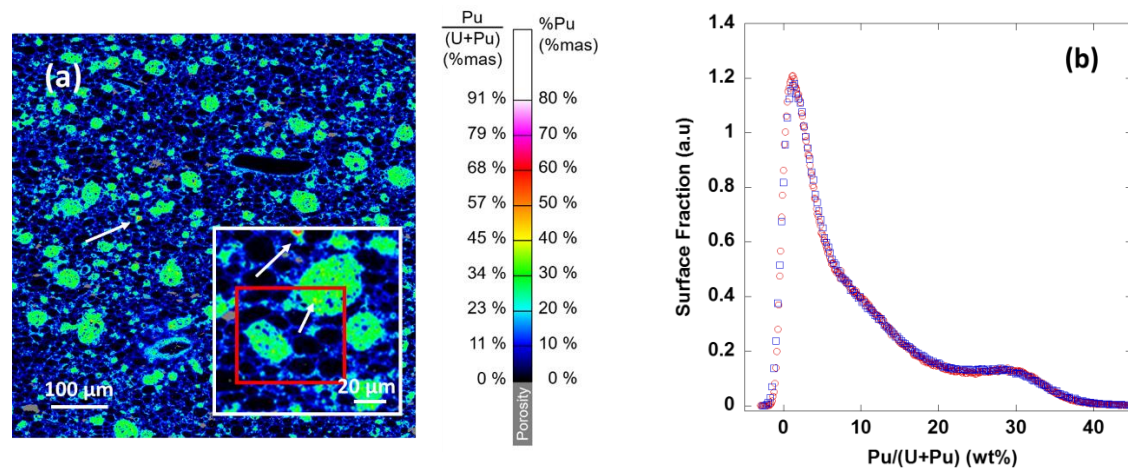 (a)
100 µm
20 µm
Pu
(U+Pu)
(%mas)
%Pu
(%mas)
91 % 80 %
79 % 70 %
68 % 60 %
57 % 50 %
45 % 40 %
34 % 30 %
23 % 20 %
11 % 10 %
0 % 0 %
Porosity
(b)
Surface Fraction (a.u)
1.4
1.2
1
0.8
0.6
0.4
0.2
0
0 10 20 30 40
Pu/(U+Pu) (wt%)